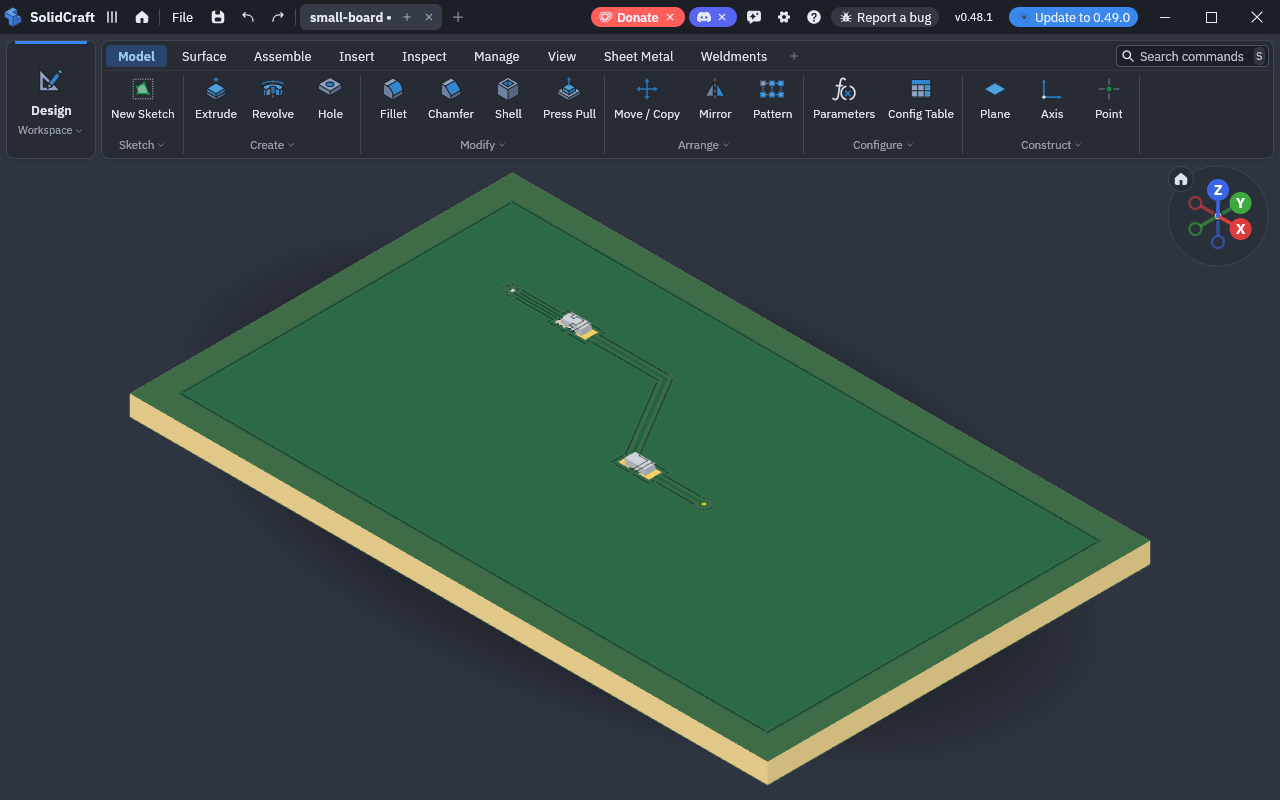 SolidCraft File small-board • Donate Report a bug v0.48.1 Update to 0.49.0
Model Surface Assemble Insert Inspect Manage View Sheet Metal Weldments Search commands S
Design
Workspace
New Sketch Extrude Revolve Hole Fillet Chamfer Shell Press Pull Move / Copy Mirror Pattern Parameters Config Table Plane Axis Point
Sketch Create Modify Arrange Configure Construct
Z
Y
X